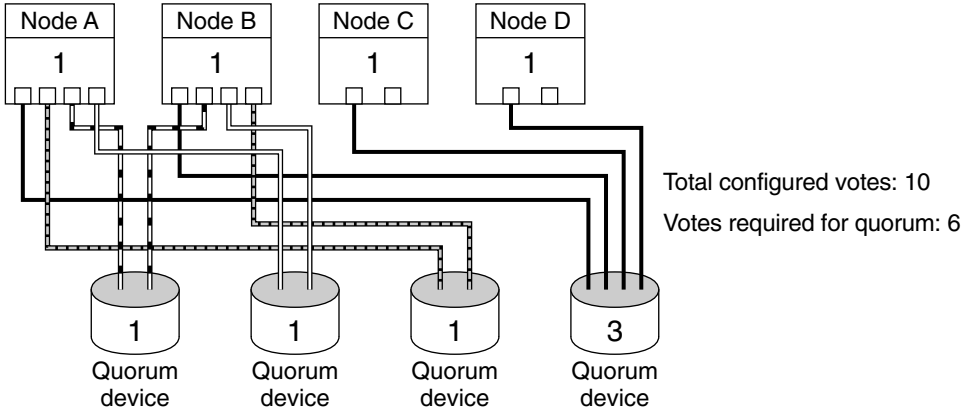 Node A
Node B
Node C
Node D
1
1
1
1
Total configured votes: 10
Votes required for quorum: 6
1
1
1
3
Quorum
device
Quorum
device
Quorum
device
Quorum
device